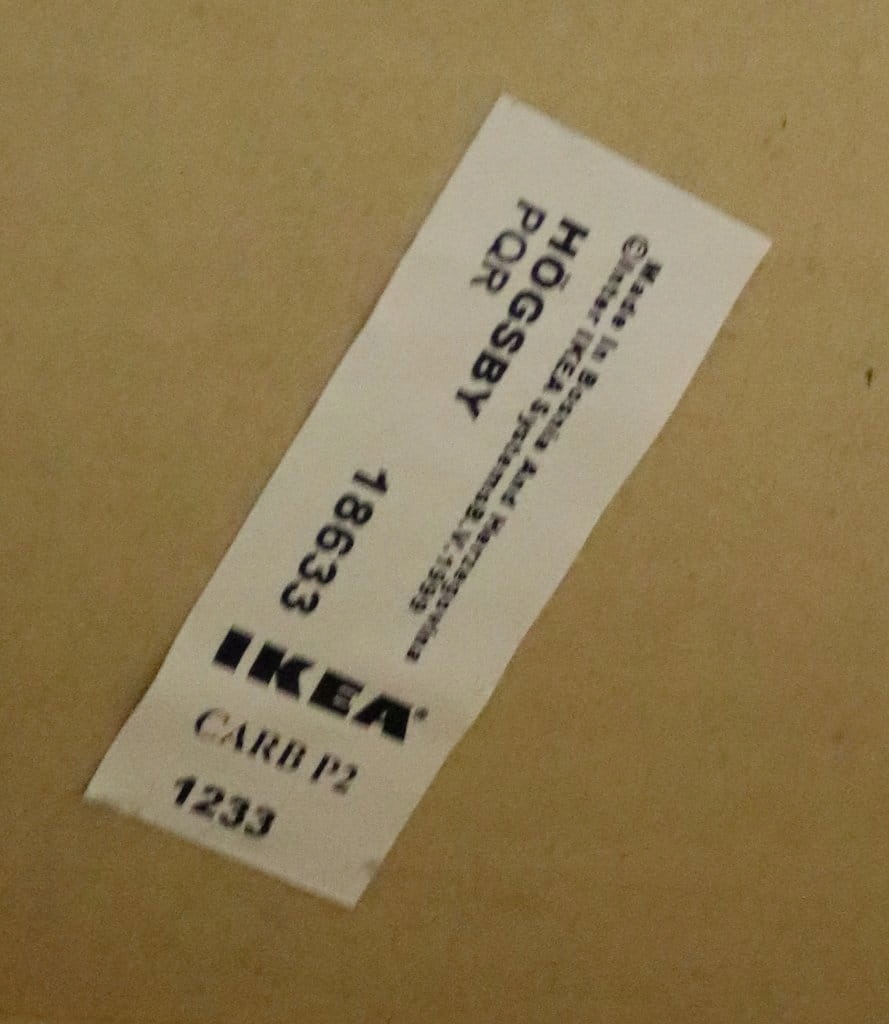 Made In Bosnia And Herzegovina
©Inter IKEA Systems B.V. 1999
HÖGSBY
PQR
18633
IKEA®
CARB P2
1233